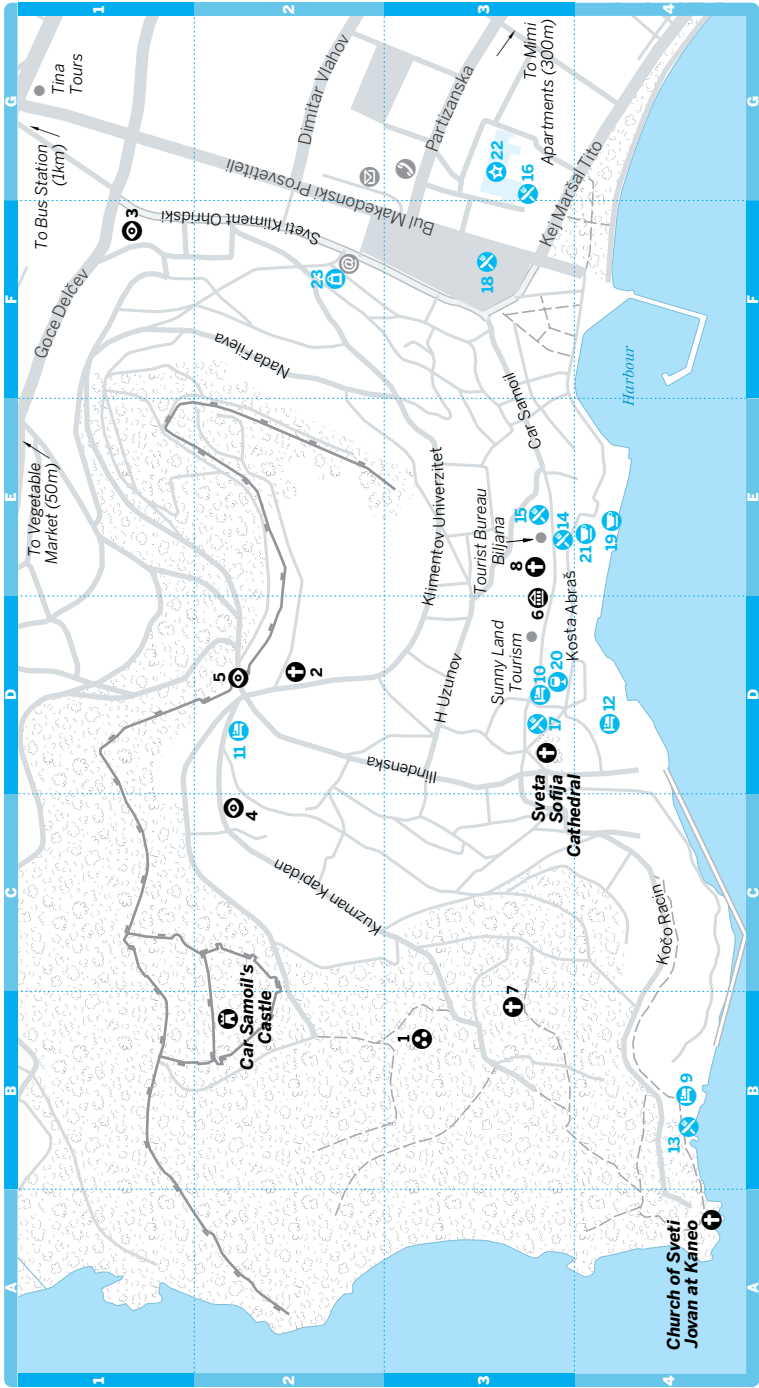 A
B
C
D
E
F
G
1
2
3
4
To Bus Station
(1km)
Tina
Tours
Goce Delčev
3
To Vegetable
Market (50m)
Dimitar Vlahov
Sveti Kliment Ohridski
Bul Makedonski Prosvetiteli
Partizanska
Nada Fileva
23
@
22
16
To Mimi
Apartments (300m)
Kej Maršal Tito
18
5
2
11
4
Car Samoil's
Castle
Kuzman Kapidan
Klimentov Univerzitet
Car Samoil
Harbour
H Uzunov
Ilindenska
Tourist Bureau
Biljana
15
14
8
6
21
19
Sunny Land
Tourism
Kosta Abraš
10
20
17
12
Sveta
Sofija
Cathedral
1
7
Kočo Racin
9
13
Church of Sveti
Jovan at Kaneo
A
B
C
D
E
F
G
1
2
3
4